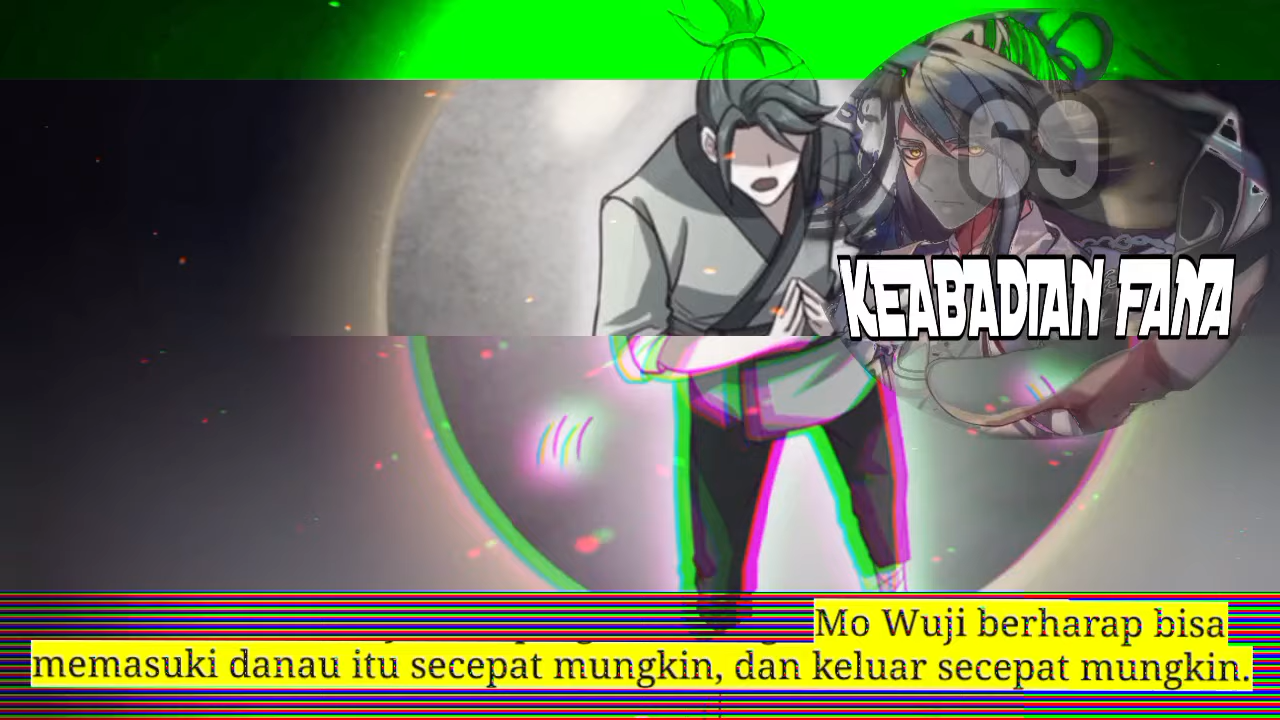 69
KEABADIAN FANA
Mo Wuji berharap bisa
memasuki danau itu secepat mungkin, dan keluar secepat mungkin.